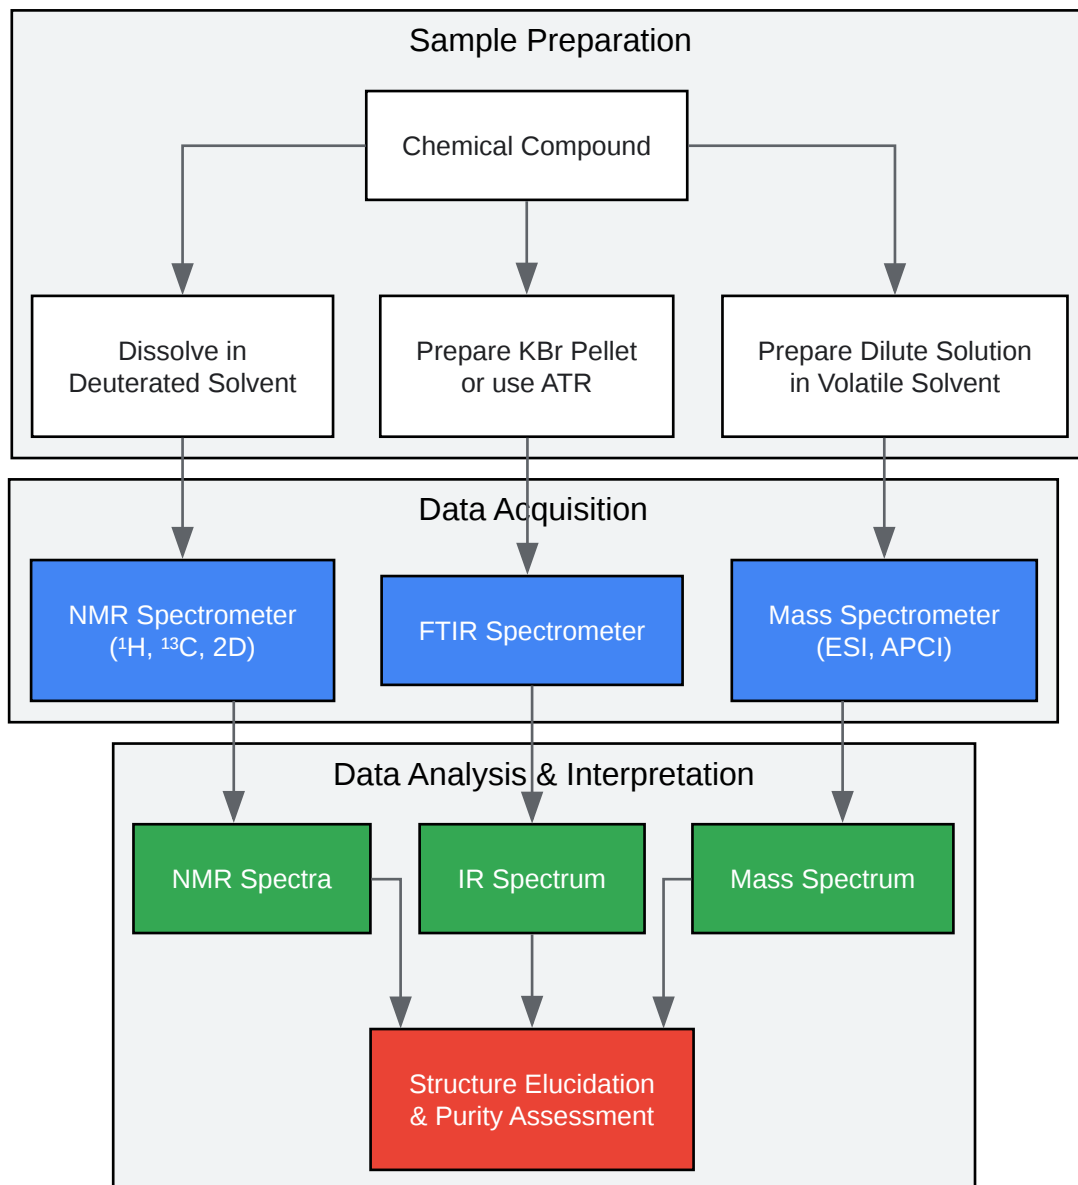 Sample Preparation
Chemical Compound
Dissolve in
Deuterated Solvent
Prepare KBr Pellet
or use ATR
Prepare Dilute Solution
in Volatile Solvent
Data Acquisition
NMR Spectrometer
(¹H, ¹³C, 2D)
FTIR Spectrometer
Mass Spectrometer
(ESI, APCI)
Data Analysis & Interpretation
NMR Spectra
IR Spectrum
Mass Spectrum
Structure Elucidation
& Purity Assessment